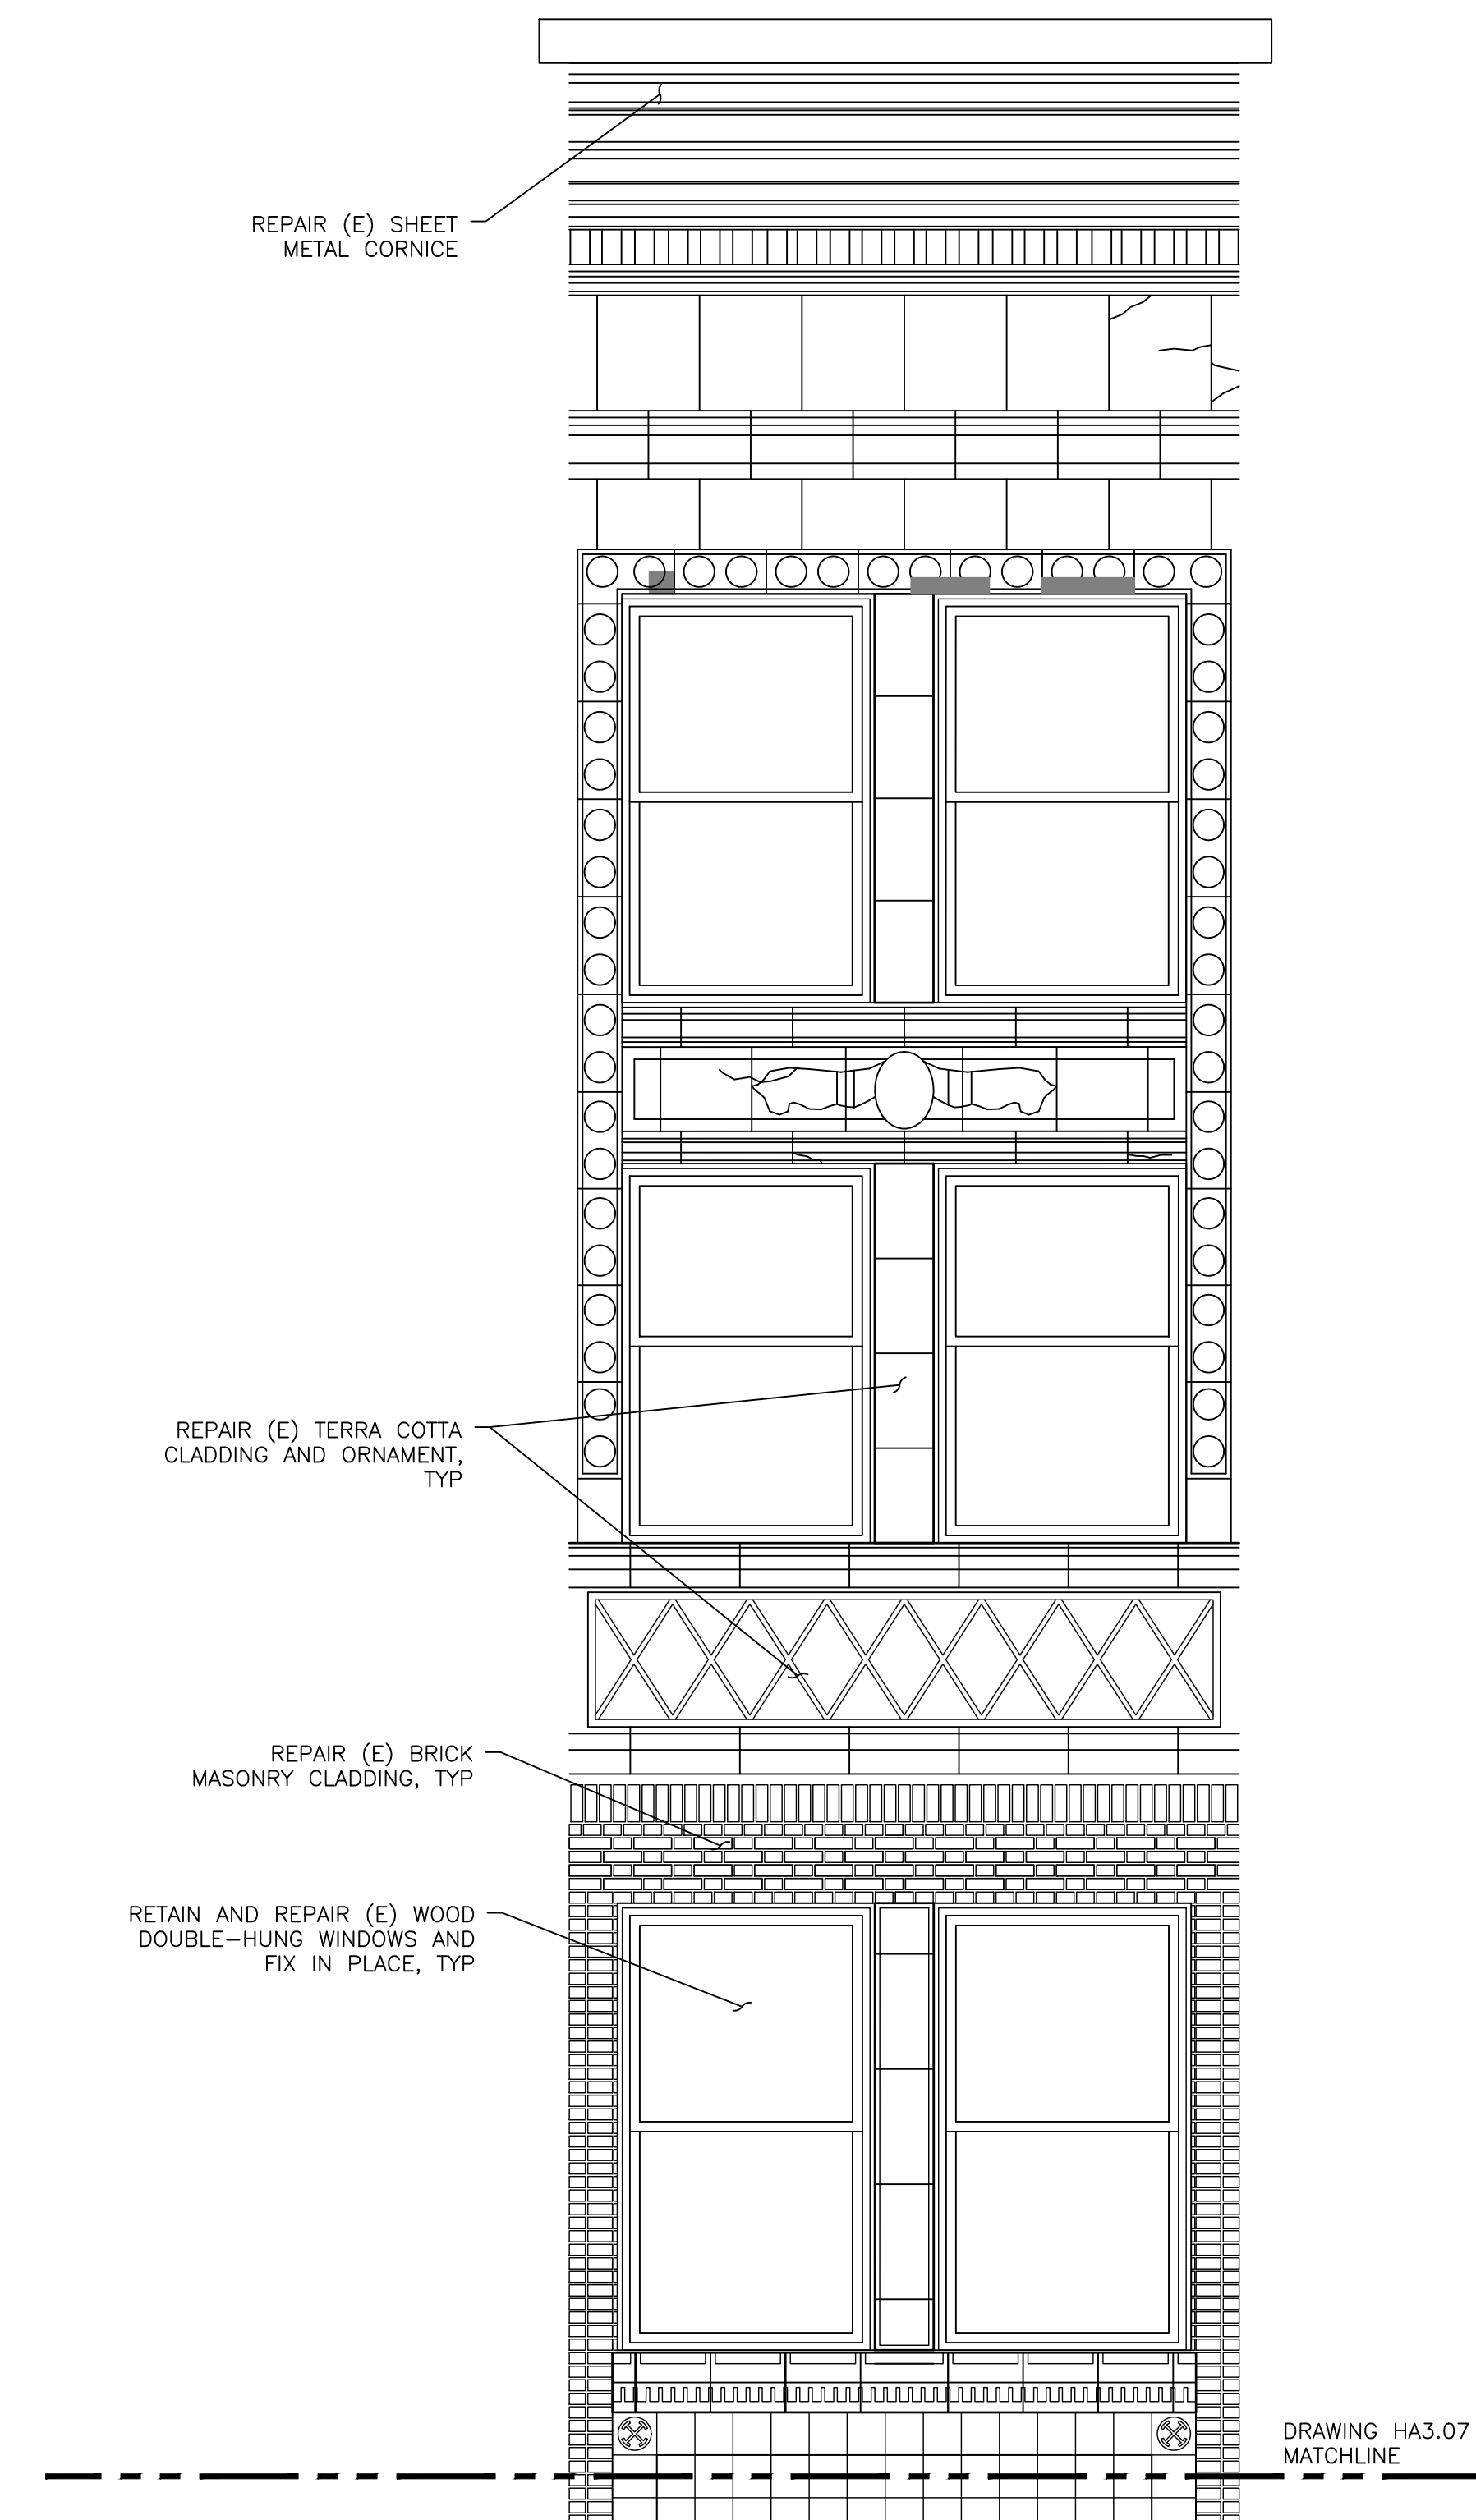 REPAIR (E) SHEET
METAL CORNICE
REPAIR (E) TERRA COTTA
CLADDING AND ORNAMENT,
TYP
REPAIR (E) BRICK
MASONRY CLADDING, TYP
RETAIN AND REPAIR (E) WOOD
DOUBLE-HUNG WINDOWS AND
FIX IN PLACE, TYP
DRAWING HA3.07
MATCHLINE